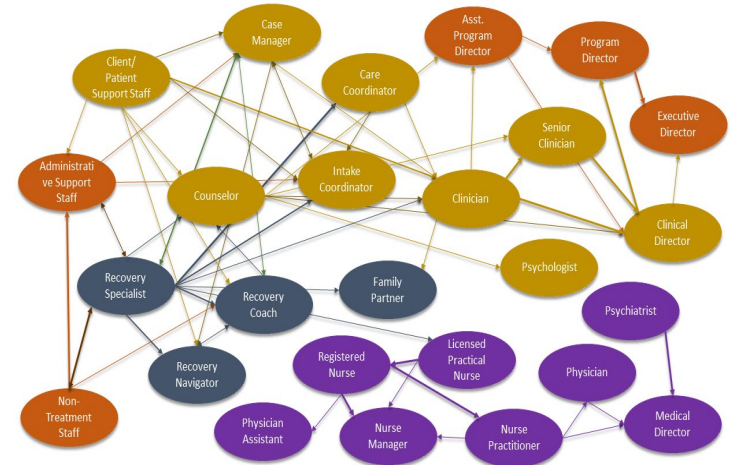 Case
Manager
Asst.
Program
Director
Program
Director
Client/
Patient
Support Staff
Care
Coordinator
Executive
Director
Senior
Clinician
Administrati
ve Support
Staff
Counselor
Intake
Coordinator
Clinician
Clinical
Director
Psychologist
Recovery
Specialist
Recovery
Coach
Family
Partner
Psychiatrist
Recovery
Navigator
Registered
Nurse
Licensed
Practical
Nurse
Physician
Non-
Treatment
Staff
Physician
Assistant
Nurse
Manager
Nurse
Practitioner
Medical
Director